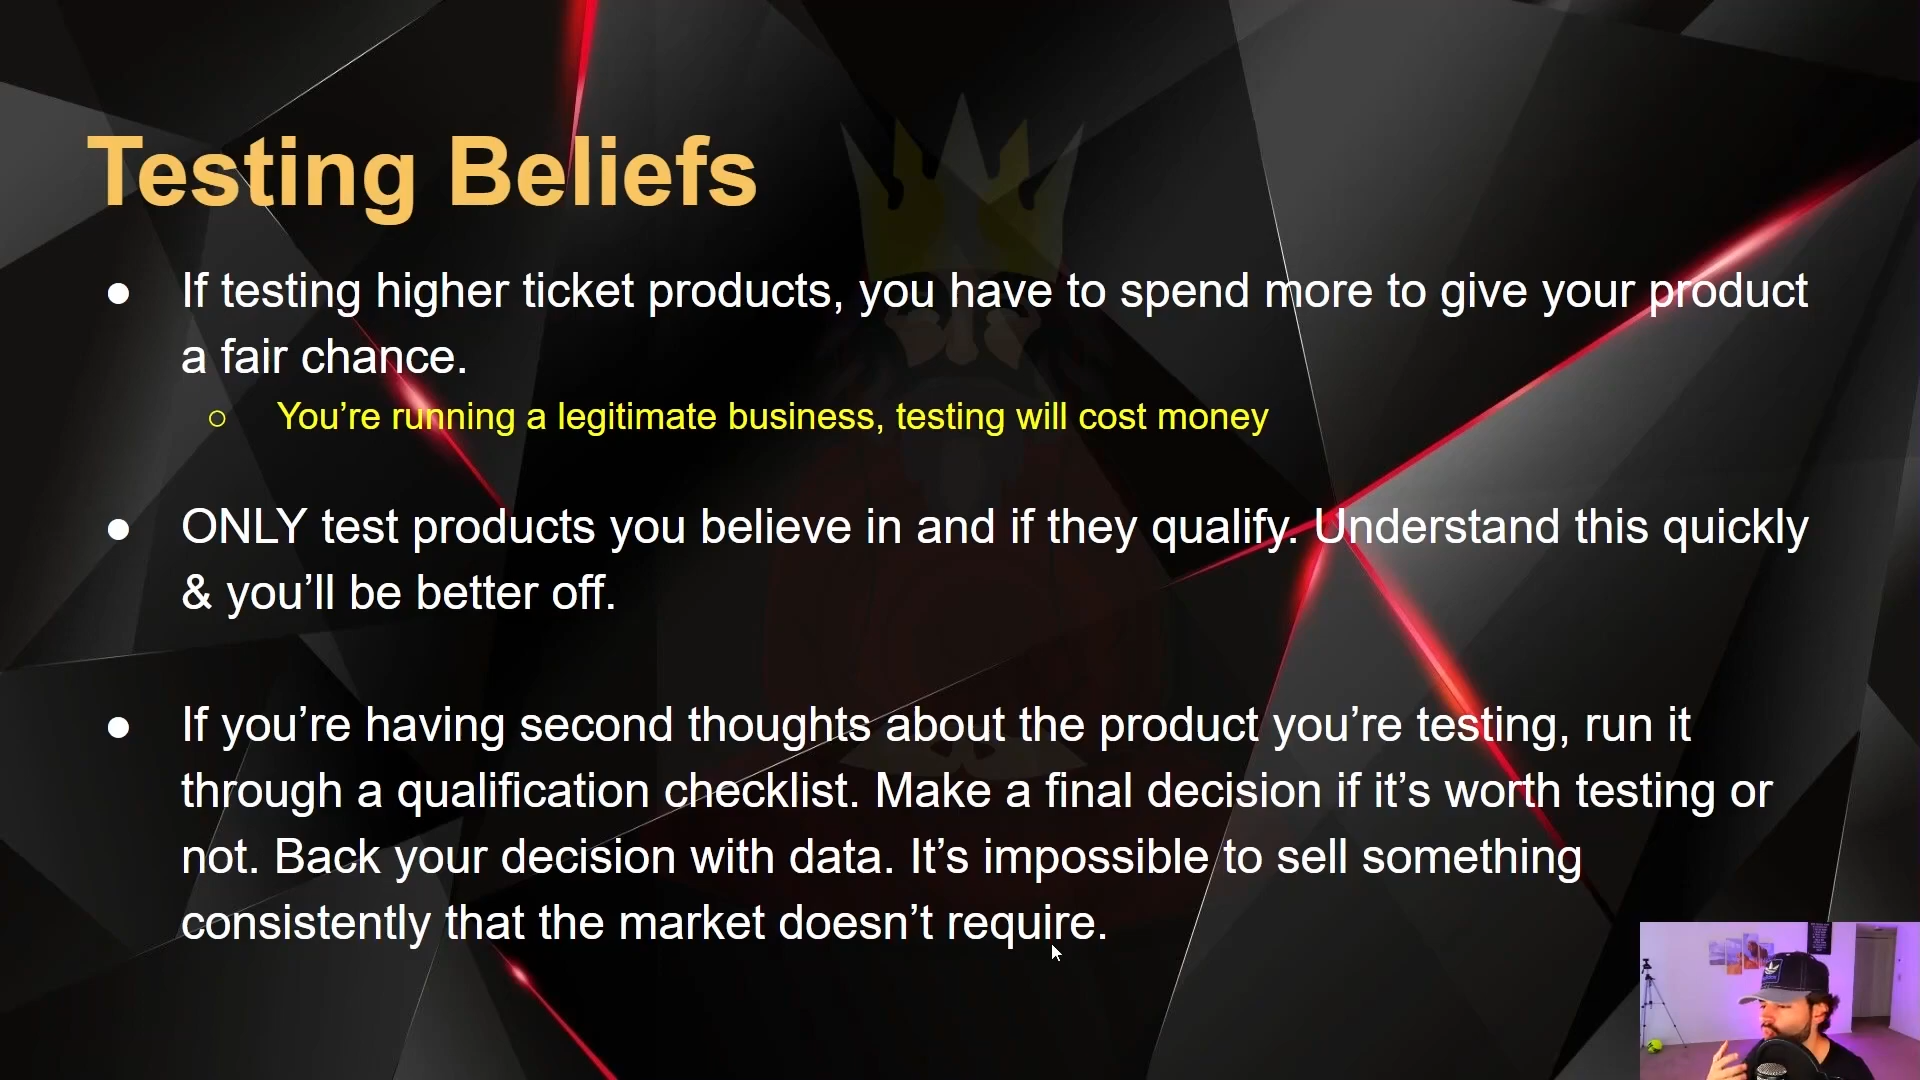 Testing Beliefs
● If testing higher ticket products, you have to spend more to give your product
a fair chance.
○ You’re running a legitimate business, testing will cost money
● ONLY test products you believe in and if they qualify. Understand this quickly
& you’ll be better off.
● If you’re having second thoughts about the product you’re testing, run it
through a qualification checklist. Make a final decision if it’s worth testing or
not. Back your decision with data. It’s impossible to sell something
consistently that the market doesn’t require.